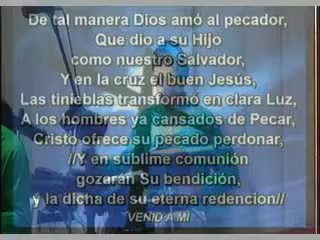 De tal manera Dios amó al pecador,
Que dio a su Hijo
como nuestro Salvador,
Y en la cruz el buen Jesús,
Las tinieblas transformó en clara Luz,
A los hombres ya cansados de Pecar,
Cristo ofrece su pecado perdonar,
//Y en sublime comunión
gozarán Su bendición,
y la dicha de su eterna redencion//
VENID A MI